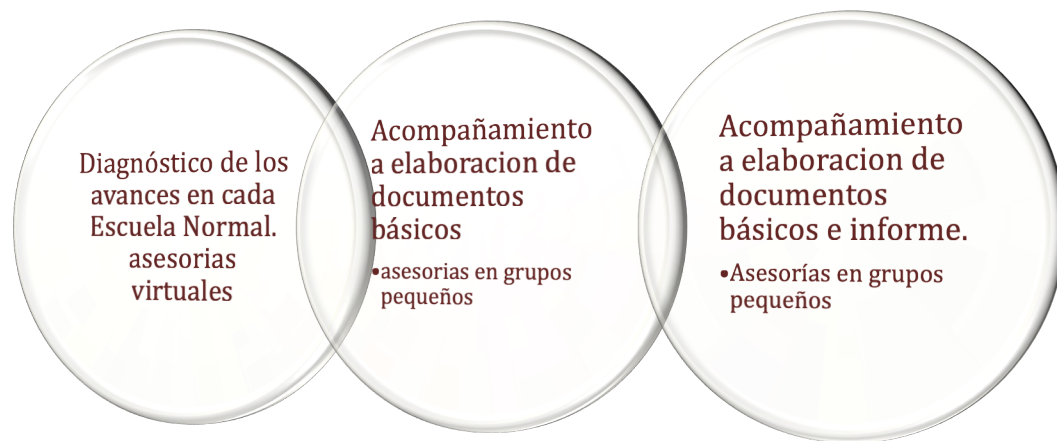 Diagnóstico de los
avances en cada
Escuela Normal.
asesorias
virtuales
Acompañamiento
a elaboracion de
documentos
básicos
•asesorias en grupos
pequeños
Acompañamiento
a elaboracion de
documentos
básicos e informe.
•Asesorías en grupos
pequeños